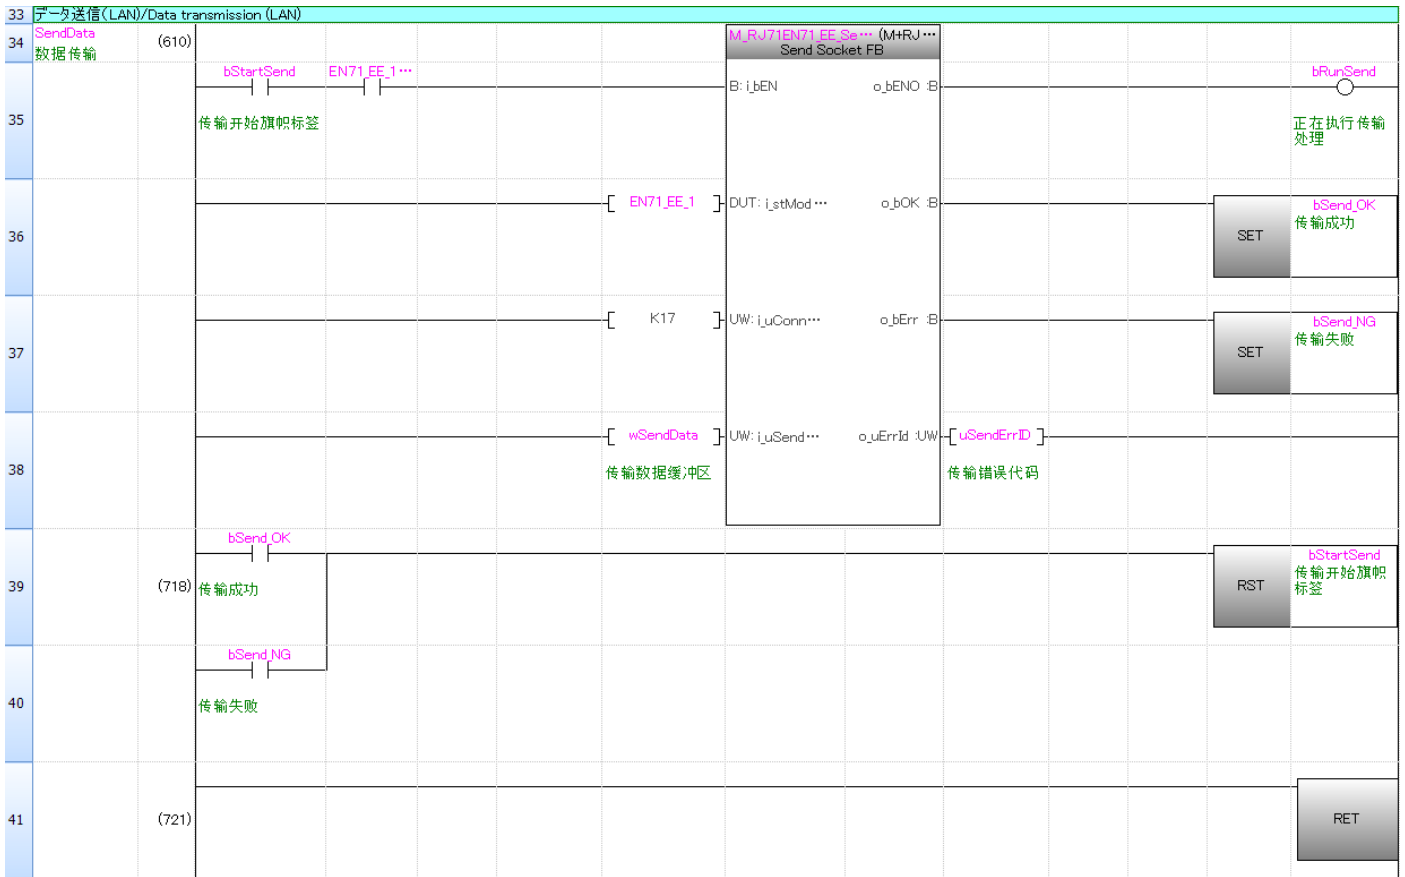 33 データ送信(LAN)/Data transmission (LAN)
34 SendData (610) M_RJ71EN71_EE_Se… (M+RJ…
数据传输 Send Socket FB
bStartSend EN71_EE_1… bRunSend
B: i_bEN o_bENO :B
35 传输开始旗帜标签 正在执行传输
处理
EN71_EE_1 DUT: i_stMod… o_bOK :B bSend_OK
传输成功
36 SET
K17 UW: i_uConn… o_bErr :B bSend_NG
传输失败
37 SET
wSendData UW: i_uSend… o_uErrId :UW uSendErrID
38 传输数据缓冲区 传输错误代码
bSend_OK bStartSend
传输开始旗帜
39 (718) 传输成功 RST 标签
bSend_NG
40 传输失败
41 (721) RET